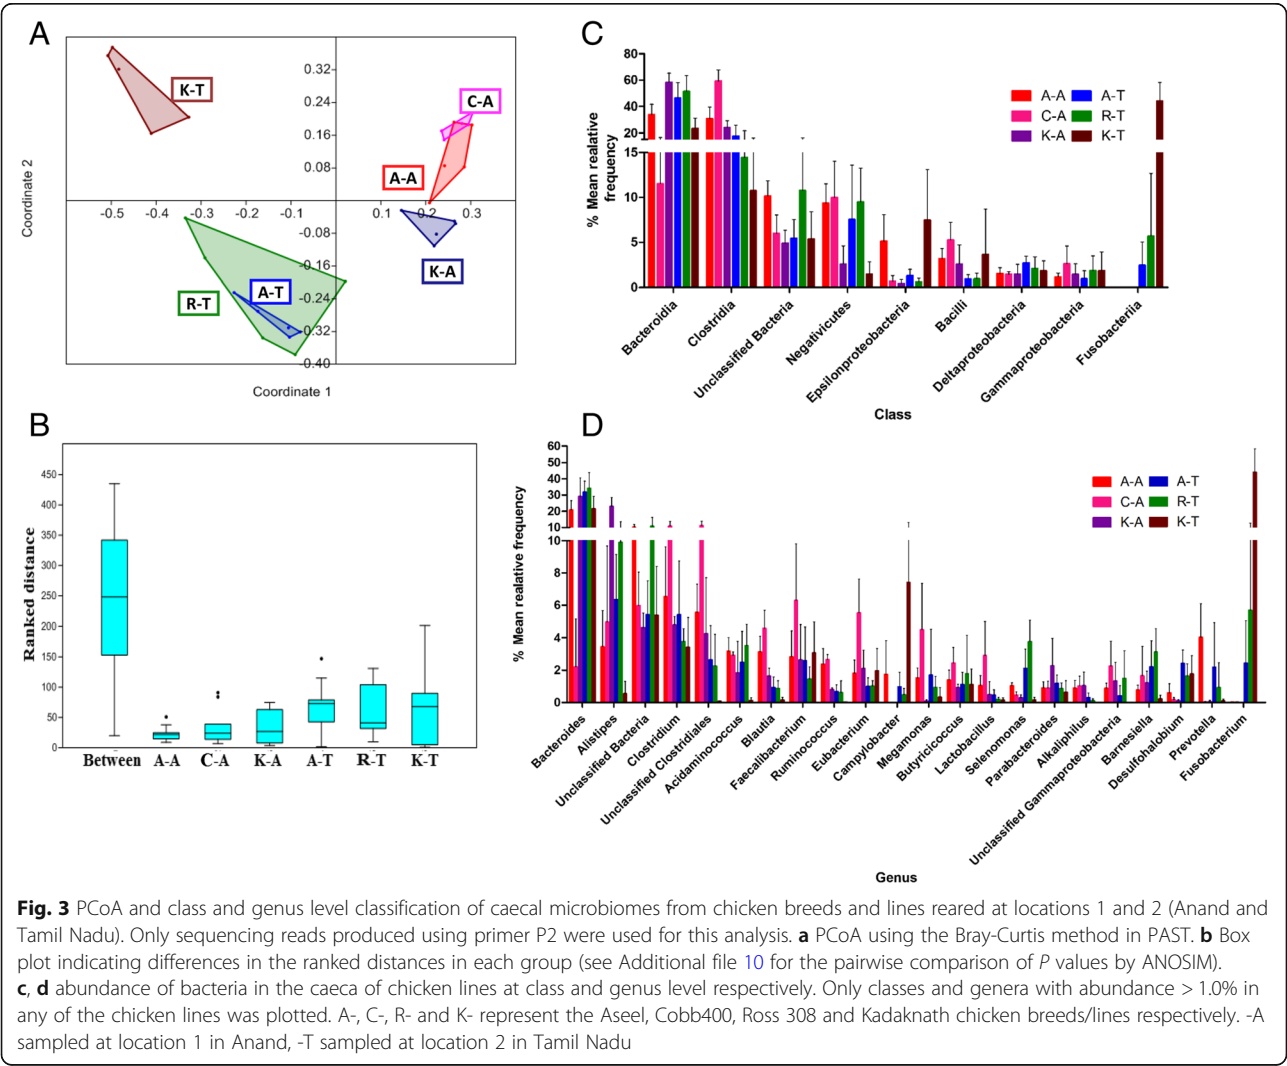 A
K-T
C-A
A-A
K-A
A-T
R-T
0.32
0.24
0.16
0.08
-0.08
-0.16
-0.24
-0.32
-0.40
-0.5
-0.4
-0.3
-0.2
-0.1
0.1
0.2
0.3
Coordinate 2
Coordinate 1
C
% Mean realative
frequency
80
60
40
20
15
10
5
0
A-A
A-T
C-A
R-T
K-A
K-T
Bacteroidia
Clostridia
Unclassified Bacteria
Negativicutes
Epsilonproteobacteria
Bacilli
Deltaproteobacteria
Gammaproteobacteria
Fusobacteriia
Class
B
Ranked distance
450
400
350
300
250
200
150
100
50
0
Between
A-A
C-A
K-A
A-T
R-T
K-T
D
% Mean realative frequency
60
50
40
30
20
10
10
8
6
4
2
0
A-A
A-T
C-A
R-T
K-A
K-T
Bacteroides
Alistipes
Unclassified Bacteria
Clostridium
Unclassified Clostridiales
Acidaminococcus
Blautia
Faecalibacterium
Ruminococcus
Eubacterium
Campylobacter
Megamonas
Butyricicoccus
Lactobacillus
Selenomonas
Parabacteroides
Alkaliphilus
Unclassified Gammaproteobacteria
Barnesiella
Desulfohalobium
Prevotella
Fusobacterium
Genus
Fig. 3 PCoA and class and genus level classification of caecal microbiomes from chicken breeds and lines reared at locations 1 and 2 (Anand and
Tamil Nadu). Only sequencing reads produced using primer P2 were used for this analysis. a PCoA using the Bray-Curtis method in PAST. b Box
plot indicating differences in the ranked distances in each group (see Additional file 10 for the pairwise comparison of P values by ANOSIM).
c, d abundance of bacteria in the caeca of chicken lines at class and genus level respectively. Only classes and genera with abundance > 1.0% in
any of the chicken lines was plotted. A-, C-, R- and K- represent the Aseel, Cobb400, Ross 308 and Kadaknath chicken breeds/lines respectively. -A
sampled at location 1 in Anand, -T sampled at location 2 in Tamil Nadu